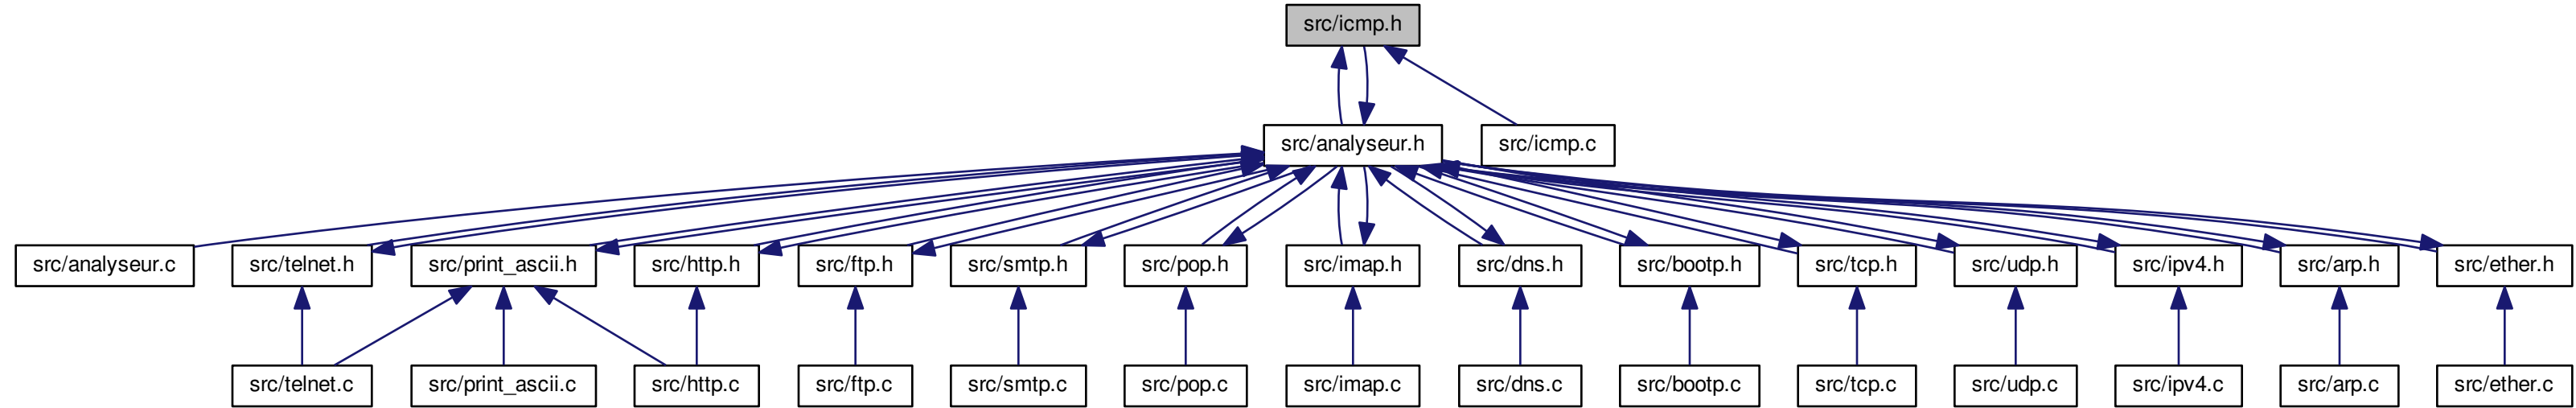 src/icmp.h
src/analyseur.h
src/icmp.c
src/analyseur.c
src/telnet.h
src/print_ascii.h
src/http.h
src/ftp.h
src/smtp.h
src/pop.h
src/imap.h
src/dns.h
src/bootp.h
src/tcp.h
src/udp.h
src/ipv4.h
src/arp.h
src/ether.h
src/telnet.c
src/print_ascii.c
src/http.c
src/ftp.c
src/smtp.c
src/pop.c
src/imap.c
src/dns.c
src/bootp.c
src/tcp.c
src/udp.c
src/ipv4.c
src/arp.c
src/ether.c